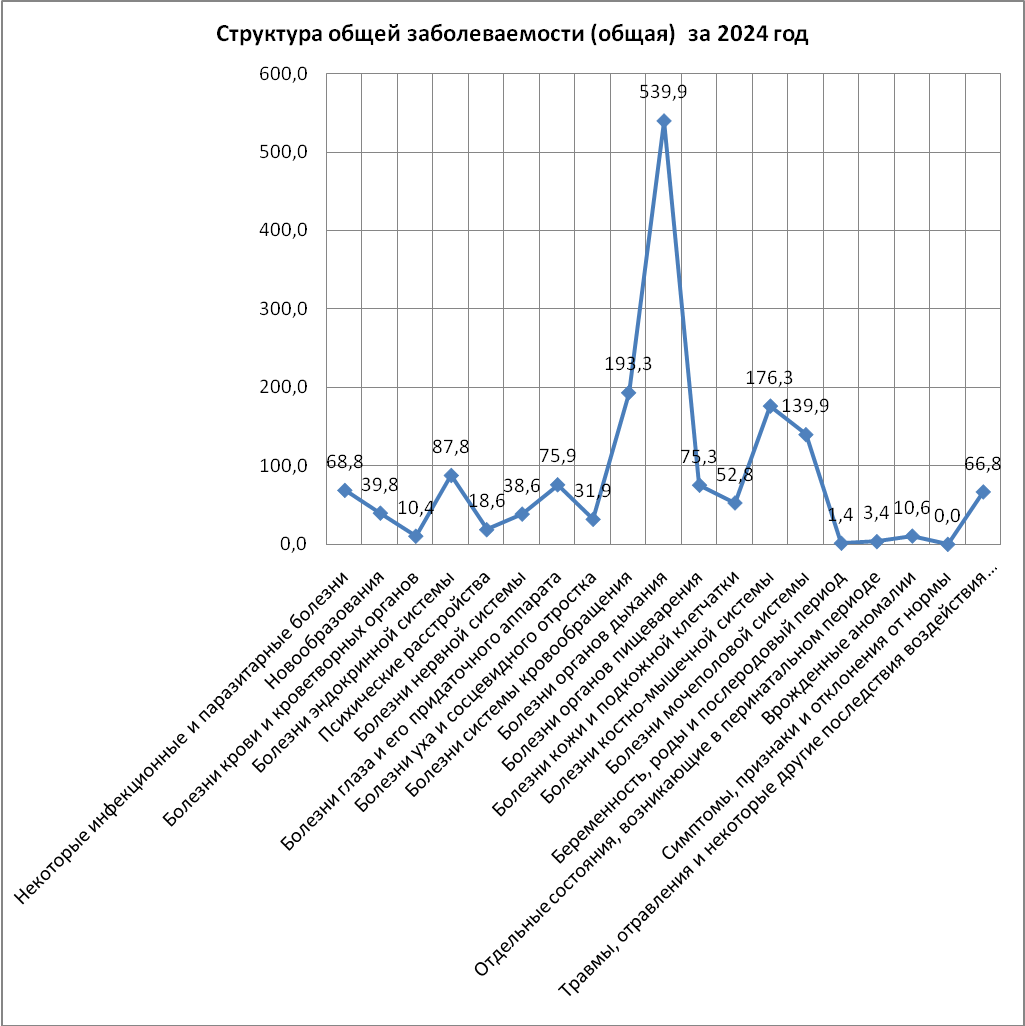 Структура общей заболеваемости (общая)  за 2024 год
600,0
500,0
400,0
300,0
200,0
100,0
0,0
68,8
39,8
10,4
87,8
18,6
38,6
75,9
31,9
193,3
539,9
75,3
52,8
176,3
139,9
1,4
3,4
10,6
0,0
66,8
Некоторые инфекционные и паразитарные болезни
Новообразования
Болезни крови и кроветворных органов
Болезни эндокринной системы
Психические расстройства
Болезни нервной системы
Болезни глаза и его придаточного аппарата
Болезни уха и сосцевидного отростка
Болезни системы кровообращения
Болезни органов дыхания
Болезни органов пищеварения
Болезни кожи и подкожной клетчатки
Болезни костно-мышечной системы
Болезни мочеполовой системы
Беременность, роды и послеродовый период
Отдельные состояния, возникающие в перинатальном периоде
Врожденные аномалии
Симптомы, признаки и отклонения от нормы
Травмы, отравления и некоторые другие последствия воздействия...